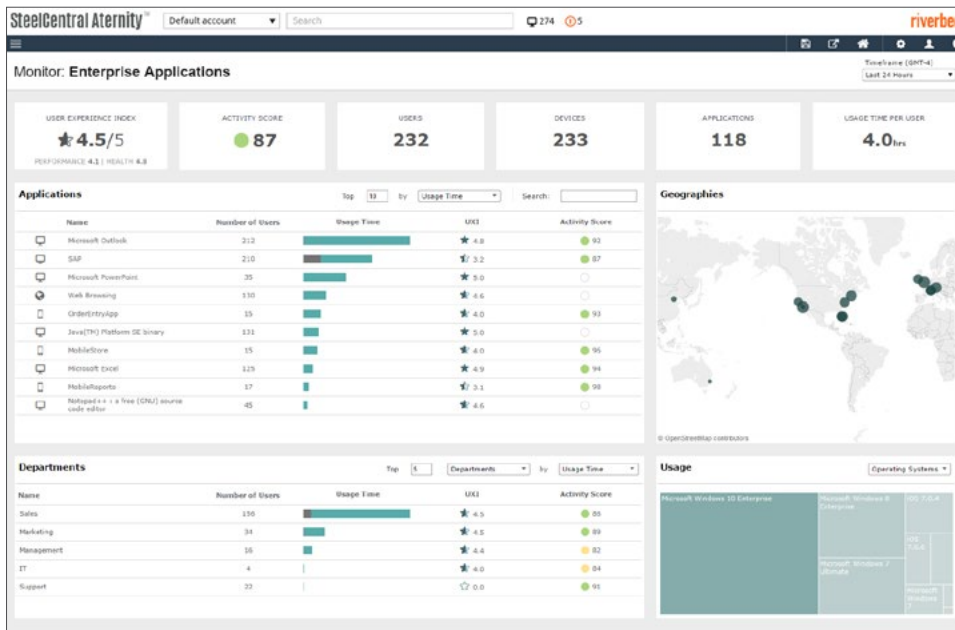 SteelCentral Aternity™ Default account Search 274 5 riverbe
Monitor: Enterprise Applications
Timeframe (GMT-4)
Last 24 Hours
USER EXPERIENCE INDEX ACTIVITY SCORE USERS DEVICES APPLICATIONS USAGE TIME PER USER
4.5/5 87 232 233 118 4.0hrs
PERFORMANCE 4.1 | HEALTH 4.8
Applications Top 10 by Usage Time Search:
Name Number of Users Usage Time UXI Activity Score
Microsoft Outlook 212 4.8 92
SAP 210 3.2 87
Microsoft PowerPoint 35 5.0
Web Browsing 130 4.6
OrderEntryApp 15 4.0 93
Java(TM) Platform SE binary 131 5.0
MobileStore 15 4.0 96
Microsoft Excel 125 4.9 94
MobileReports 17 3.1 98
Notepad++ : a free (GNU) source
code editor 45 4.6
Geographies
© OpenStreetMap contributors
Departments Top 5 Departments by Usage Time
Name Number of Users Usage Time UXI Activity Score
Sales 156 4.5 86
Marketing 34 4.5 89
Management 16 4.4 82
IT 4 4.0 84
Support 22 0.0 91
Usage Operating Systems
Microsoft Windows 10 Enterprise
Microsoft Windows 8
Enterprise
Microsoft Windows 7
Ultimate
iOS 7.0.4
iOS
Microsoft
Windows
7